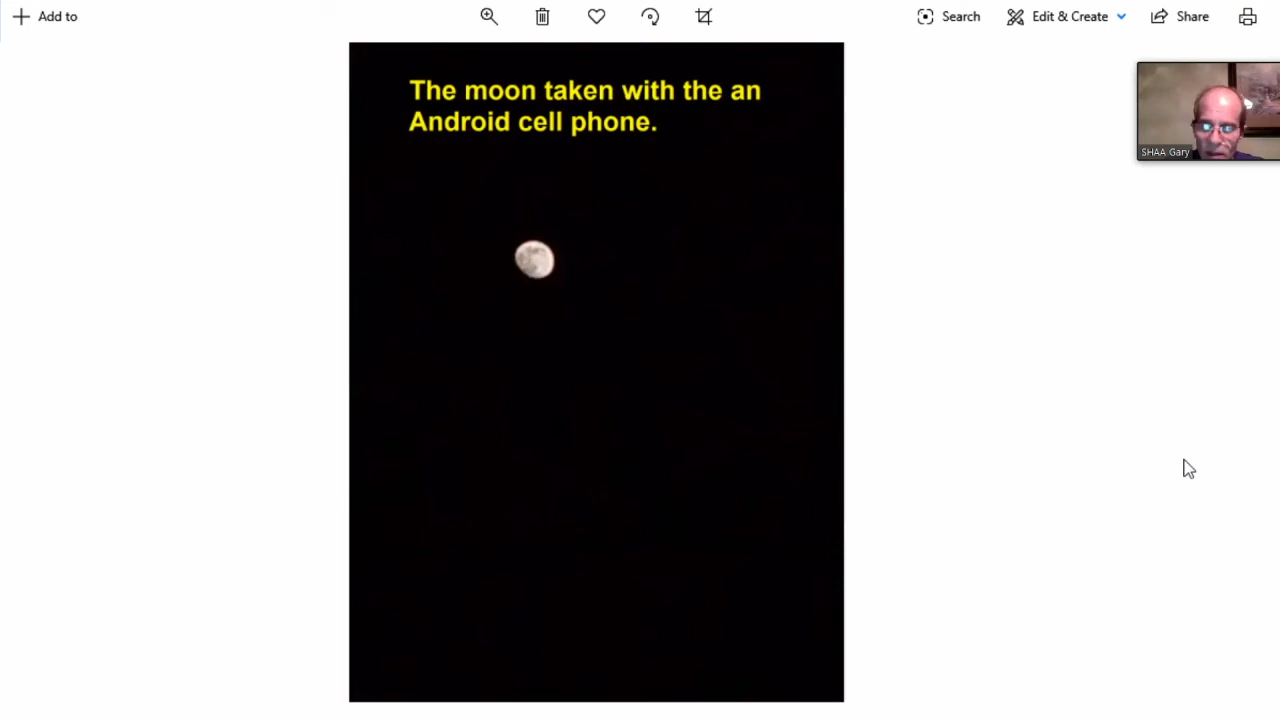 Add to
Search
Edit & Create
Share
The moon taken with the an
Android cell phone.
SHAA Gary